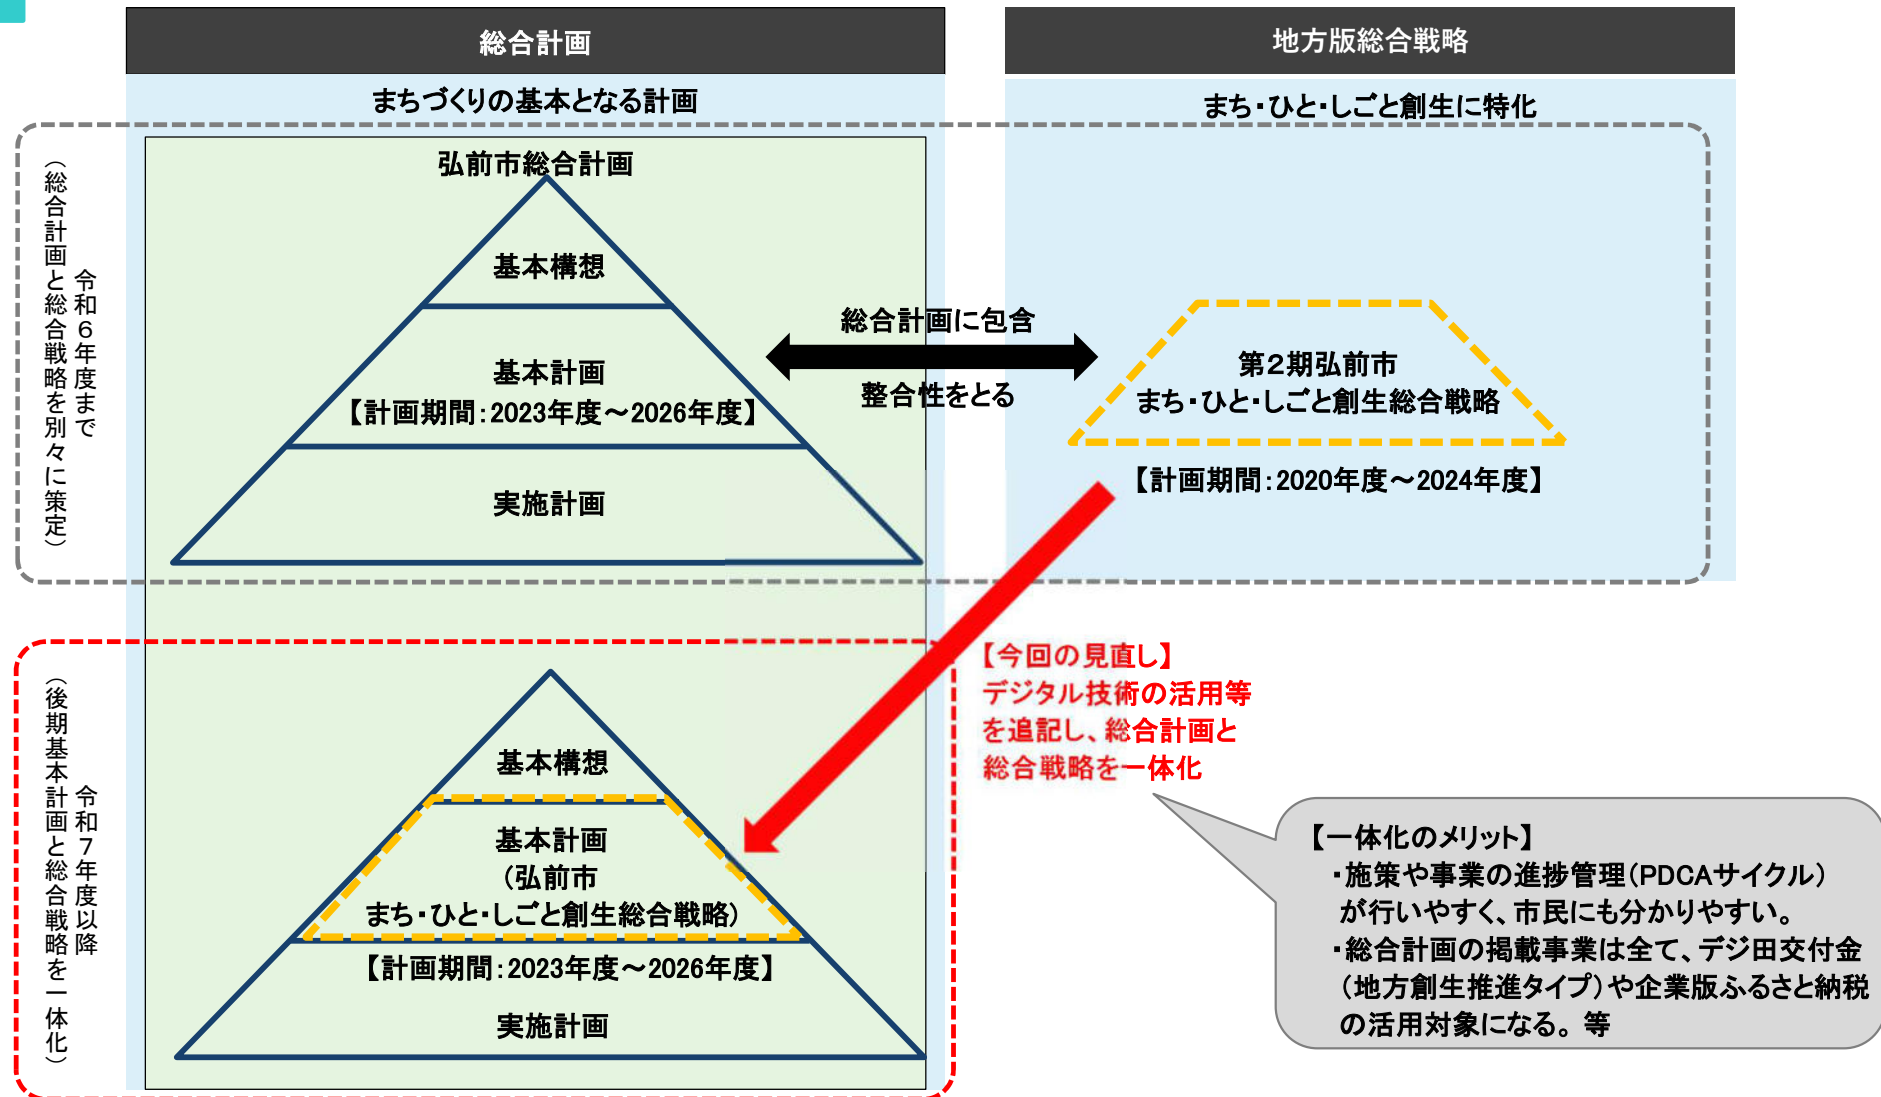 総合計画
まちづくりの基本となる計画
地方版総合戦略
まち・ひと・しごと創生に特化
令和６年度まで
（総合計画と総合戦略を別々に策定）
弘前市総合計画
基本構想
基本計画
【計画期間：2023年度～2026年度】
実施計画
総合計画に包含
整合性をとる
第２期弘前市
まち・ひと・しごと創生総合戦略
【計画期間：2020年度～2024年度】
令和７年度以降
（後期基本計画と総合戦略を一体化）
基本構想
基本計画
（弘前市
まち・ひと・しごと創生総合戦略）
【計画期間：2023年度～2026年度】
実施計画
【今回の見直し】
デジタル技術の活用等
を追記し、総合計画と
総合戦略を一体化
【一体化のメリット】
・施策や事業の進捗管理（PDCAサイクル）
が行いやすく、市民にも分かりやすい。
・総合計画の掲載事業は全て、デジ田交付金
（地方創生推進タイプ）や企業版ふるさと納税
の活用対象になる。等